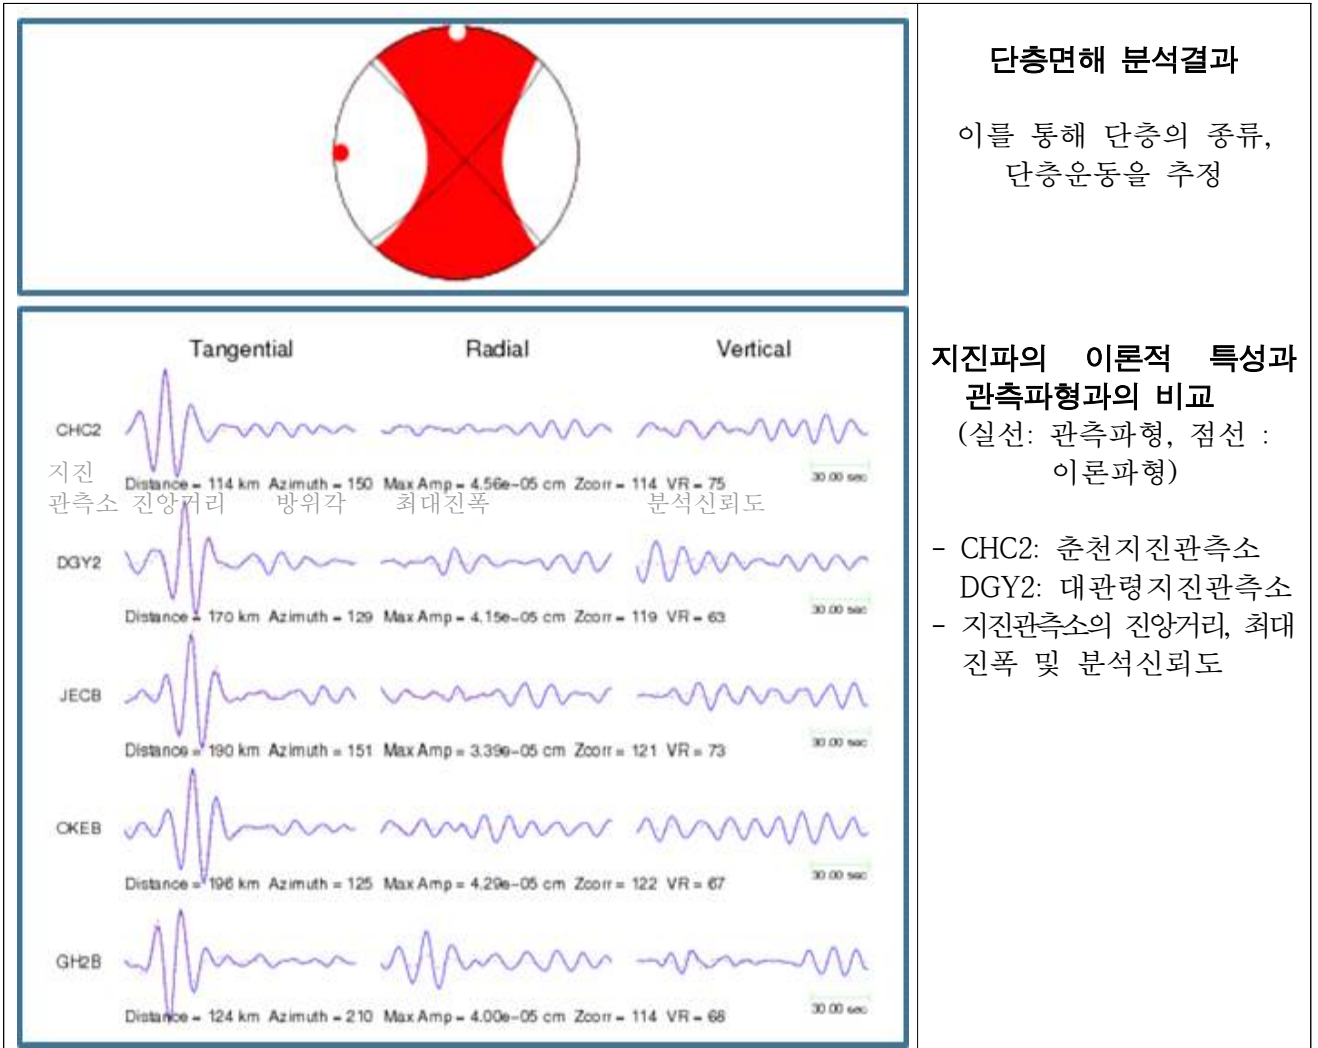 단층면해 분석결과
이를 통해 단층의 종류,
단층운동을 추정
Tangential Radial Vertical
CHC2
30.00 sec
지진
관측소 진앙거리 방위각 최대진폭 분석신뢰도
Distance = 114 km Azimuth = 150 Max Amp = 4.56e-05 cm Zcorr = 114 VR = 75
DGY2
30.00 sec
Distance = 170 km Azimuth = 129 Max Amp = 4.15e-05 cm Zcorr = 119 VR = 63
JECB
30.00 sec
Distance = 190 km Azimuth = 151 Max Amp = 3.39e-05 cm Zcorr = 121 VR = 73
OKEB
30.00 sec
Distance = 196 km Azimuth = 125 Max Amp = 4.29e-05 cm Zcorr = 122 VR = 67
GH2B
30.00 sec
Distance = 124 km Azimuth = 210 Max Amp = 4.00e-05 cm Zcorr = 114 VR = 68
지진파의 이론적 특성과
관측파형과의 비교
(실선: 관측파형, 점선 :
이론파형)
- CHC2: 춘천지진관측소
DGY2: 대관령지진관측소
- 지진관측소의 진앙거리, 최대
진폭 및 분석신뢰도